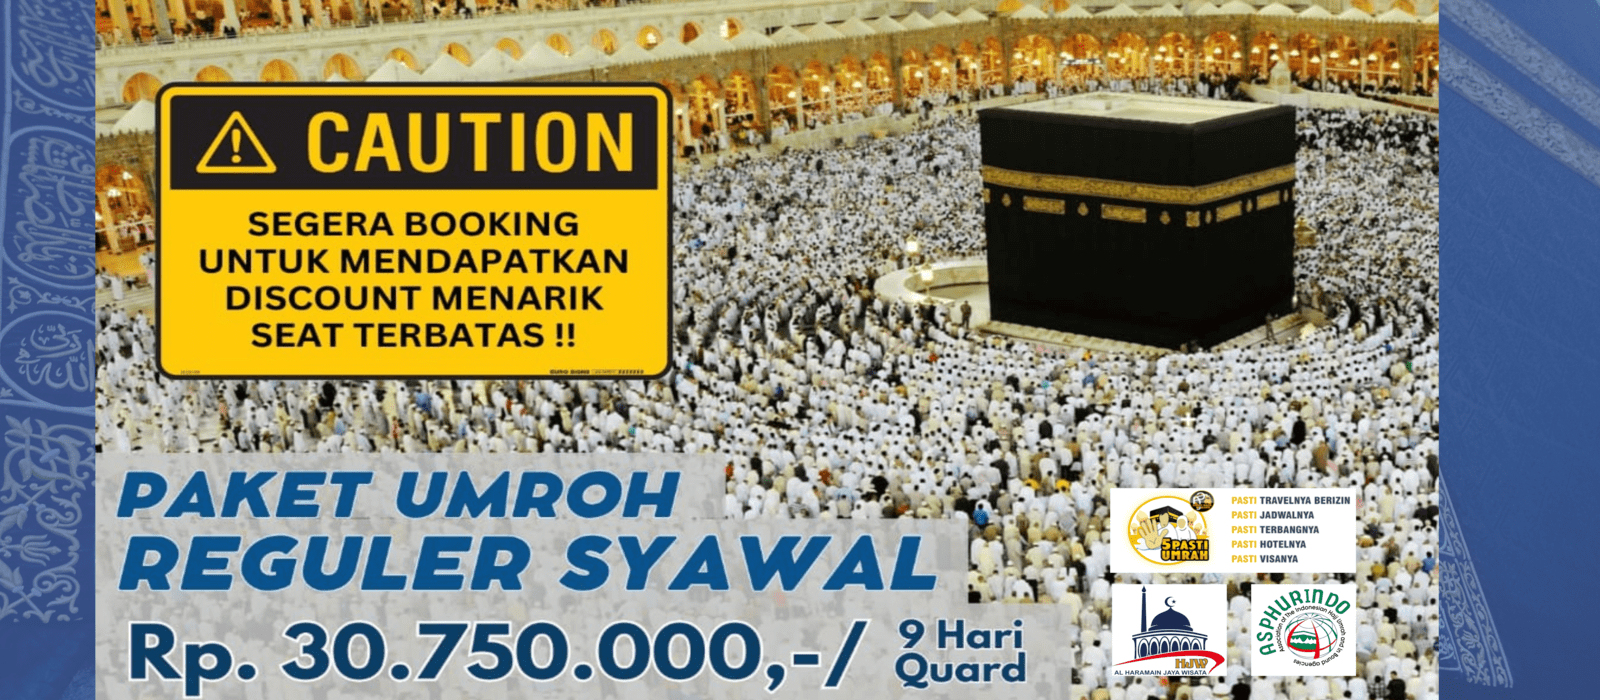 CAUTION
SEGERA BOOKING
UNTUK MENDAPATKAN
DISCOUNT MENARIK
SEAT TERBATAS !!
PAKET UMROH
REGULER SYAWAL
Rp. 30.750.000,-/
9 Hari
Quard
5 PASTI
UMRAH
PASTI TRAVELNYA BERIZIN
PASTI JADWALNYA
PASTI TERBANGNYA
PASTI HOTELNYA
PASTI VISANYA
HJW
AL HARAMAIN JAYA WISATA
ASPHURINDO